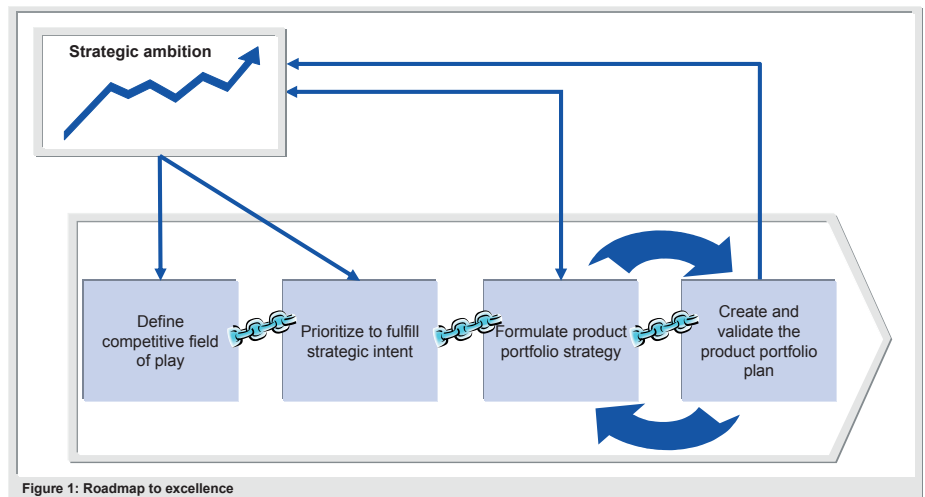 Strategic ambition
Define
competitive field
of play
Prioritize to fulfill
strategic intent
Formulate product
portfolio strategy
Create and
validate the
product portfolio
plan
Figure 1: Roadmap to excellence